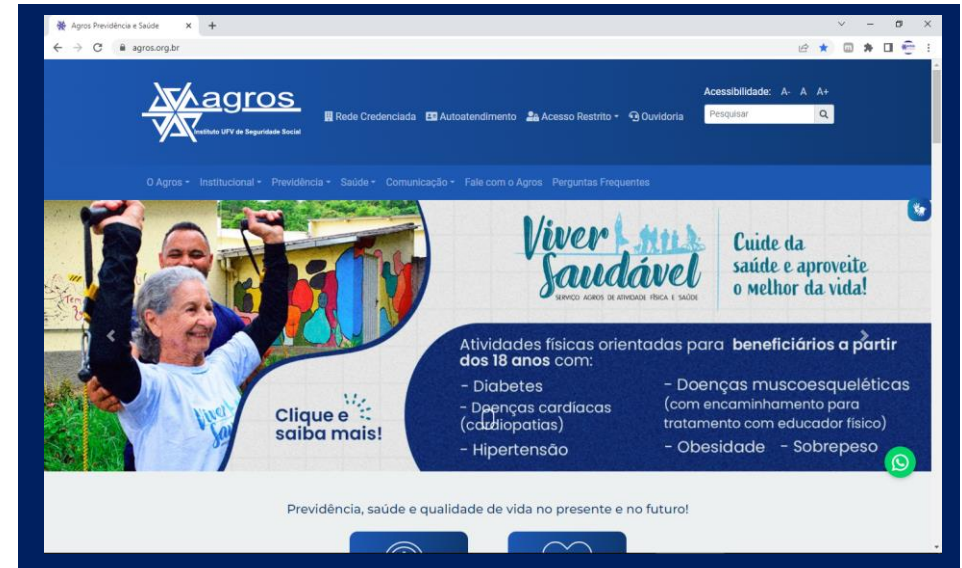 Agros Previdência e Saúde
agros.org.br
agros
Instituto UFV de Seguridade Social
Rede Credenciada Autoatendimento Acesso Restrito Ouvidoria
Acessibilidade: A- A A+
Pesquisar
O Agros Institucional Previdência Saúde Comunicação Fale com o Agros Perguntas Frequentes
Viver
Saudável
SERVIÇO AGROS DE ATIVIDADE FÍSICA E SAÚDE
Cuide da
saúde e aproveite
o melhor da vida!
Atividades físicas orientadas para beneficiários a partir
dos 18 anos com:
- Diabetes
- Doenças cardíacas
(cardiopatias)
- Hipertensão
- Doenças muscoesqueléticas
(com encaminhamento para
tratamento com educador físico)
- Obesidade - Sobrepeso
Clique e
saiba mais!
Previdência, saúde e qualidade de vida no presente e no futuro!